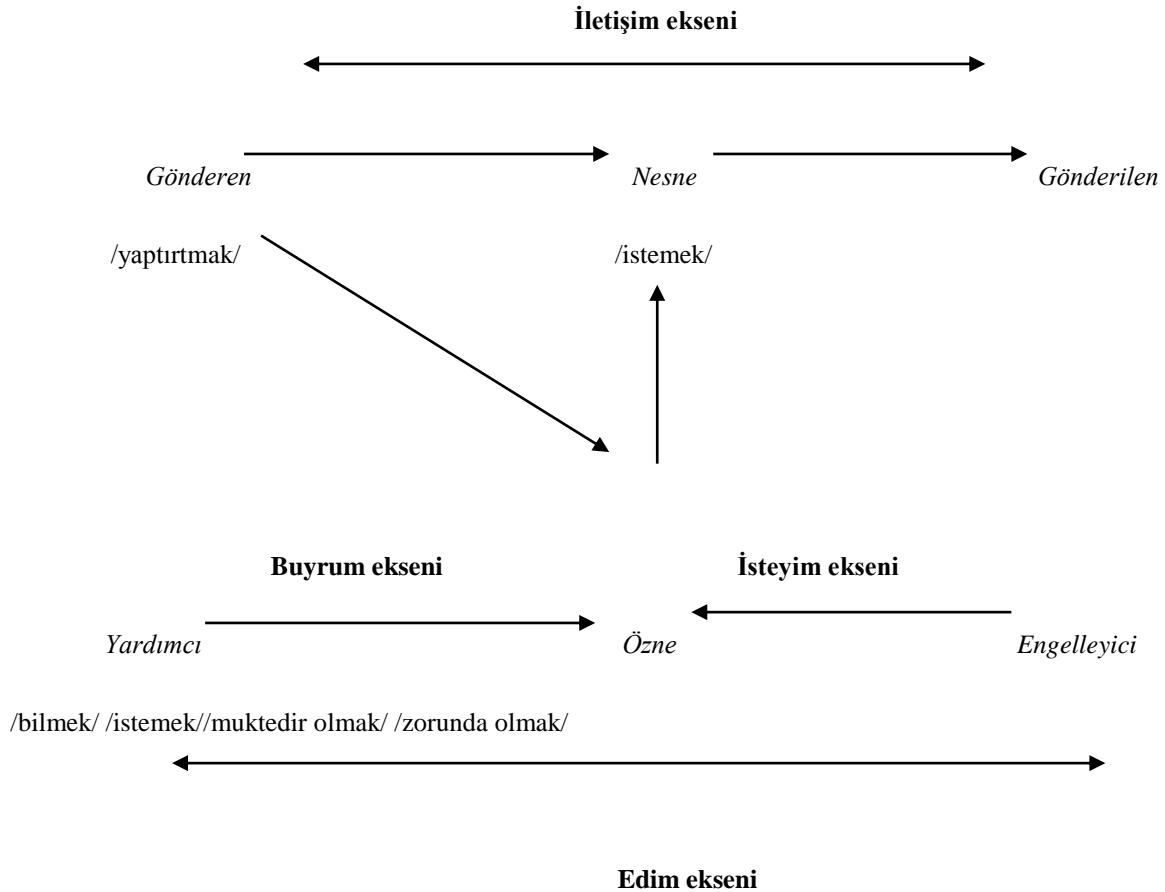 İletişim ekseni
Gönderen Nesne Gönderilen
/yaptırtmak/ /istemek/
Buyrum ekseni İsteyim ekseni
Yardımcı Özne Engelleyici
/bilmek/ /istemek//muktedir olmak/ /zorunda olmak/
Edim ekseni